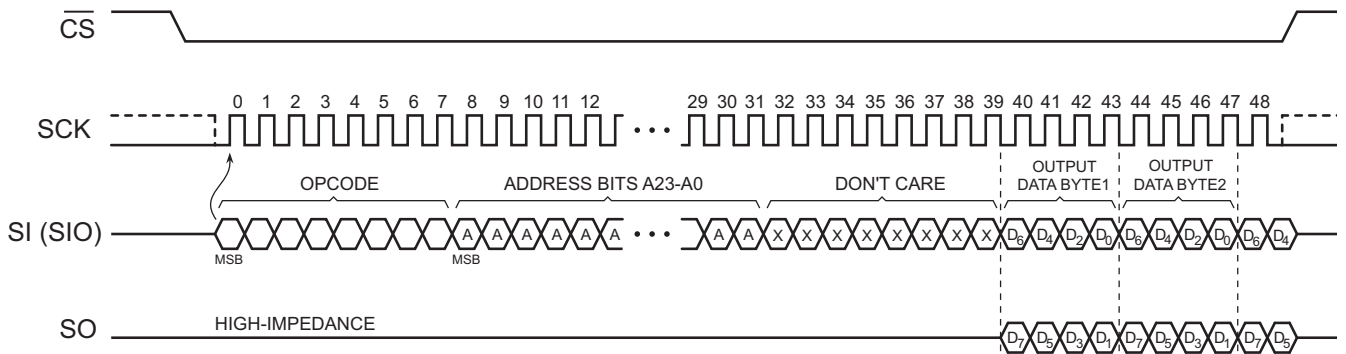 CS
0 1 2 3 4 5 6 7 8 9 10 11 12 29 30 31 32 33 34 35 36 37 38 39 40 41 42 43 44 45 46 47 48
SCK
OPCODE
ADDRESS BITS A23-A0
DON'T CARE
OUTPUT
DATA BYTE1
OUTPUT
DATA BYTE2
SI (SIO)
A A A A A A A A X X X X X X X X D6 D4 D2 D0 D6 D4 D2 D0 D6 D4
MSB
MSB
HIGH-IMPEDANCE
SO
D7 D5 D3 D1 D7 D5 D3 D1 D7 D5